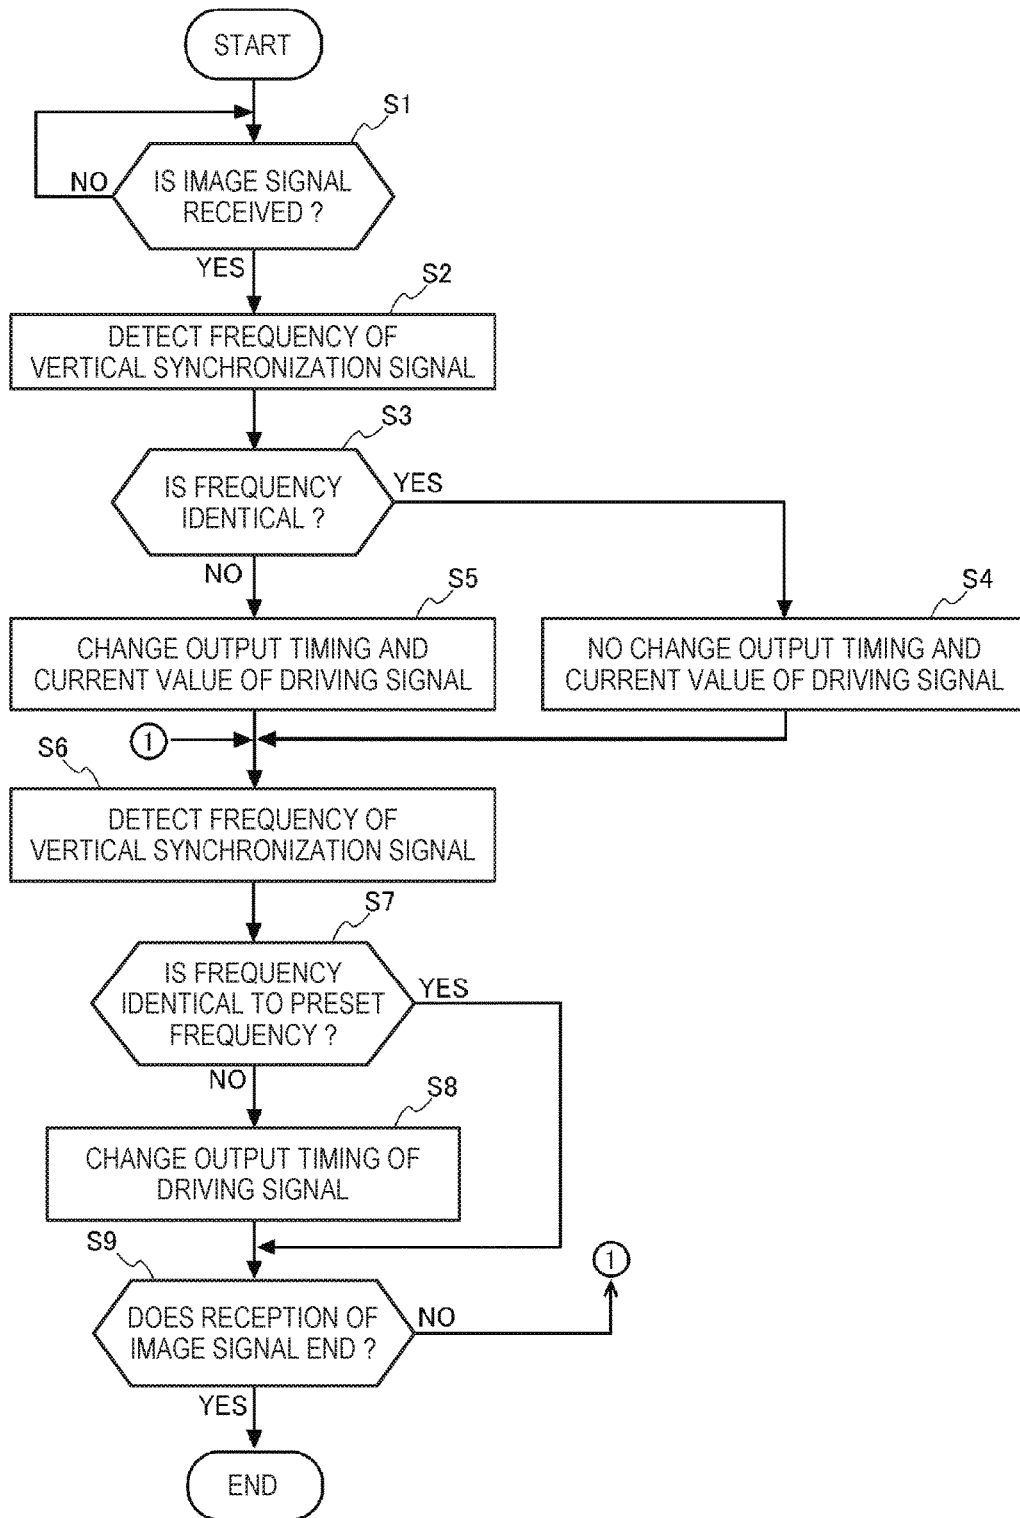 START
S1
IS IMAGE SIGNAL
RECEIVED ?
NO
YES
S2
DETECT FREQUENCY OF
VERTICAL SYNCHRONIZATION SIGNAL
S3
IS FREQUENCY
IDENTICAL ?
YES
NO
S5
CHANGE OUTPUT TIMING AND
CURRENT VALUE OF DRIVING SIGNAL
S4
NO CHANGE OUTPUT TIMING AND
CURRENT VALUE OF DRIVING SIGNAL
1
S6
DETECT FREQUENCY OF
VERTICAL SYNCHRONIZATION SIGNAL
S7
IS FREQUENCY
IDENTICAL TO PRESET
FREQUENCY ?
YES
NO
S8
CHANGE OUTPUT TIMING OF
DRIVING SIGNAL
S9
DOES RECEPTION OF
IMAGE SIGNAL END ?
NO
1
YES
END